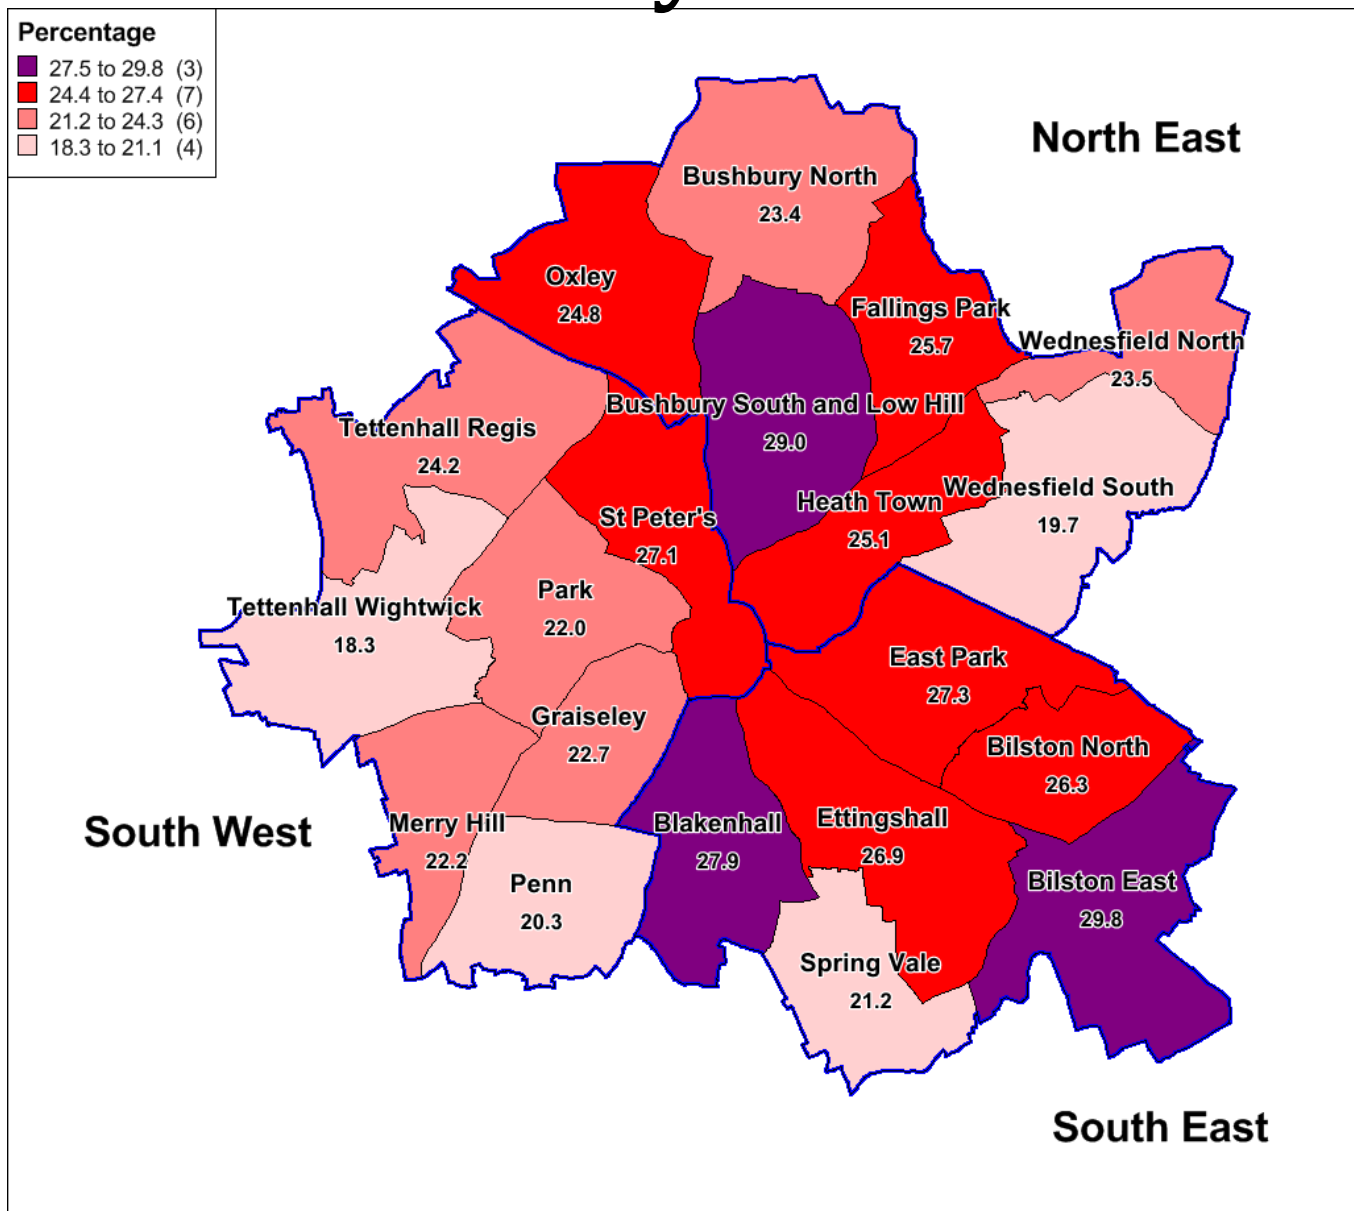 Percentage
27.5 to 29.8 (3)
24.4 to 27.4 (7)
21.2 to 24.3 (6)
18.3 to 21.1 (4)
North East
Bushbury North
23.4
Oxley
24.8
Fallings Park
25.7
Wednesfield North
23.5
Bushbury South and Low Hill
29.0
Tettenhall Regis
24.2
Wednesfield South
19.7
Heath Town
25.1
St Peter's
27.1
Park
22.0
Tettenhall Wightwick
18.3
East Park
27.3
Graiseley
22.7
Bilston North
26.3
South West
Merry Hill
22.2
Blakenhall
27.9
Ettingshall
26.9
Penn
20.3
Bilston East
29.8
Spring Vale
21.2
South East